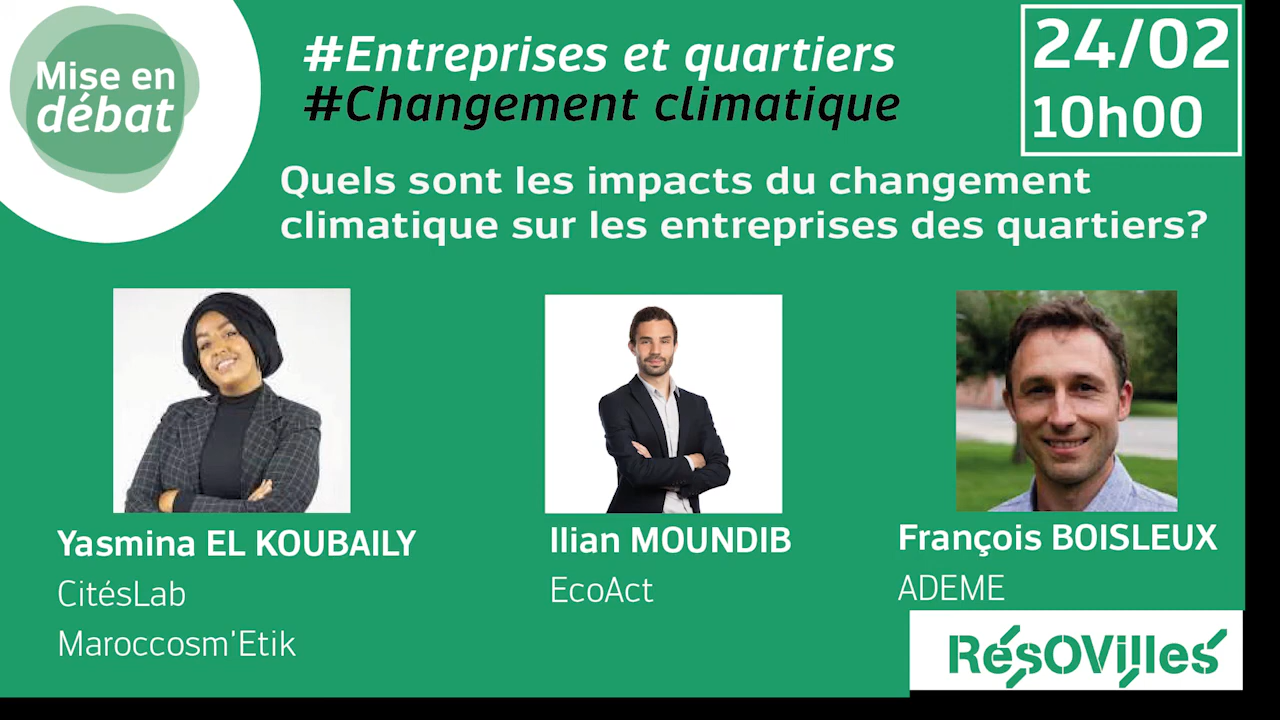 Mise en
débat
#Entreprises et quartiers
#Changement climatique
24/02
10h00
Quels sont les impacts du changement
climatique sur les entreprises des quartiers?
Yasmina EL KOUBAILY
CitésLab
Maroccosm'Etik
Ilian MOUNDIB
EcoAct
François BOISLEUX
ADEME
RésOVilles